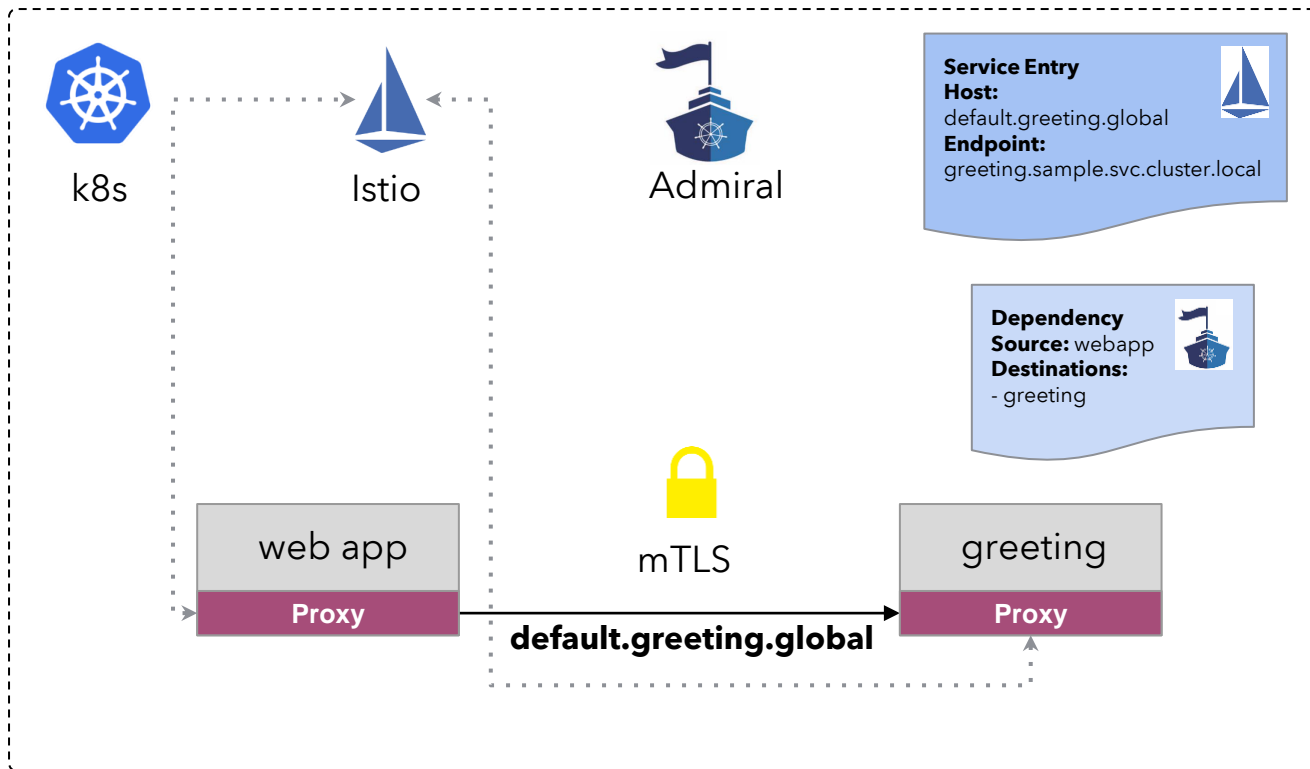 k8s
Istio
Admiral
Service Entry
Host:
default.greeting.global
Endpoint:
greeting.sample.svc.cluster.local
Dependency
Source: webapp
Destinations:
- greeting
web app
Proxy
mTLS
default.greeting.global
greeting
Proxy